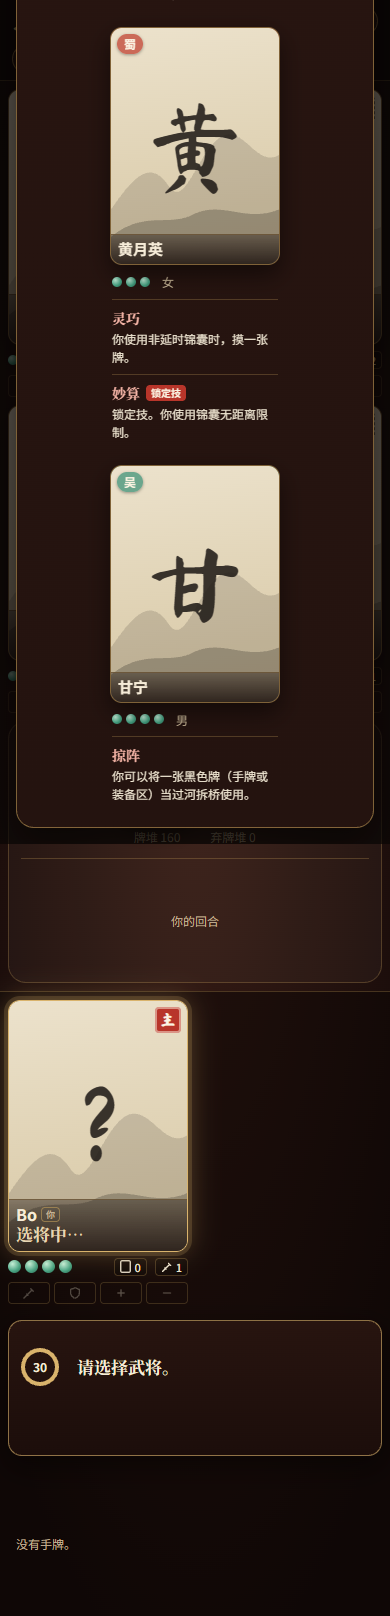 蜀
黄
黄月英
女
灵巧
你使用非延时锦囊时，摸一张
牌。
妙算 锁定技
锁定技。你使用锦囊无距离限
制。
吴
甘
甘宁
男
掠阵
你可以将一张黑色牌（手牌或
装备区）当过河拆桥使用。
牌堆 160 弃牌堆 0
你的回合
主
?
Bo 你
选将中…
0 1
30 请选择武将。
没有手牌。